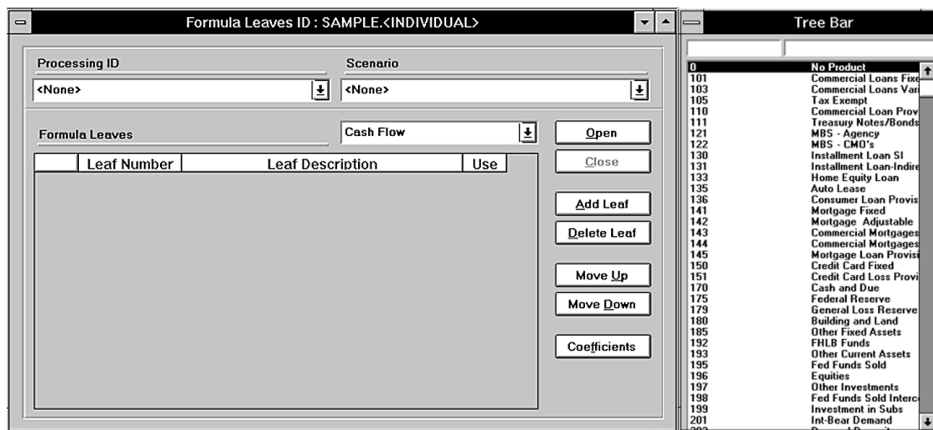 Formula Leaves ID : SAMPLE.<INDIVIDUAL>
Processing ID
Scenario
<None>
<None>
Formula Leaves
Cash Flow
Leaf Number Leaf Description Use
Open
Close
Add Leaf
Delete Leaf
Move Up
Move Down
Coefficients
Tree Bar
0 No Product
101 Commercial Loans Fixe
103 Commercial Loans Vari
105 Tax Exempt
110 Commercial Loan Prov
111 Treasury Notes/Bonds
121 MBS - Agency
122 MBS - CMO's
130 Installment Loan SI
131 Installment Loan-Indire
133 Home Equity Loan
135 Auto Lease
136 Consumer Loan Provis
141 Mortgage Fixed
142 Mortgage Adjustable
143 Commercial Mortgages
144 Commercial Mortgages
145 Mortgage Loan Provisi
150 Credit Card Fixed
151 Credit Card Loss Provi
170 Cash and Due
175 Federal Reserve
179 General Loss Reserve
180 Building and Land
185 Other Fixed Assets
192 FHLB Funds
193 Other Current Assets
195 Fed Funds Sold
196 Equities
197 Other Investments
198 Fed Funds Sold Interc
199 Investment in Subs
201 Int-Bear Demand